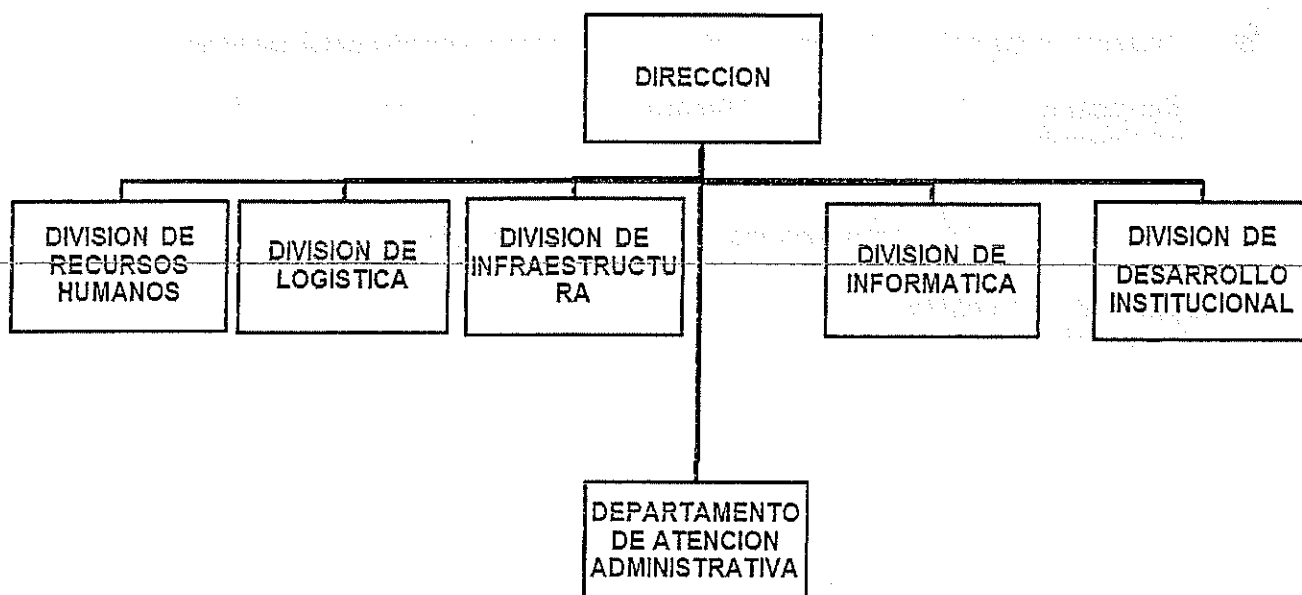 DIRECCION
DIVISION DE
RECURSOS
HUMANOS
DIVISION DE
LOGISTICA
DIVISION DE
INFRAESTRUCTU
RA
DIVISION DE
INFORMATICA
DIVISION DE
DESARROLLO
INSTITUCIONAL
DEPARTAMENTO
DE ATENCION
ADMINISTRATIVA